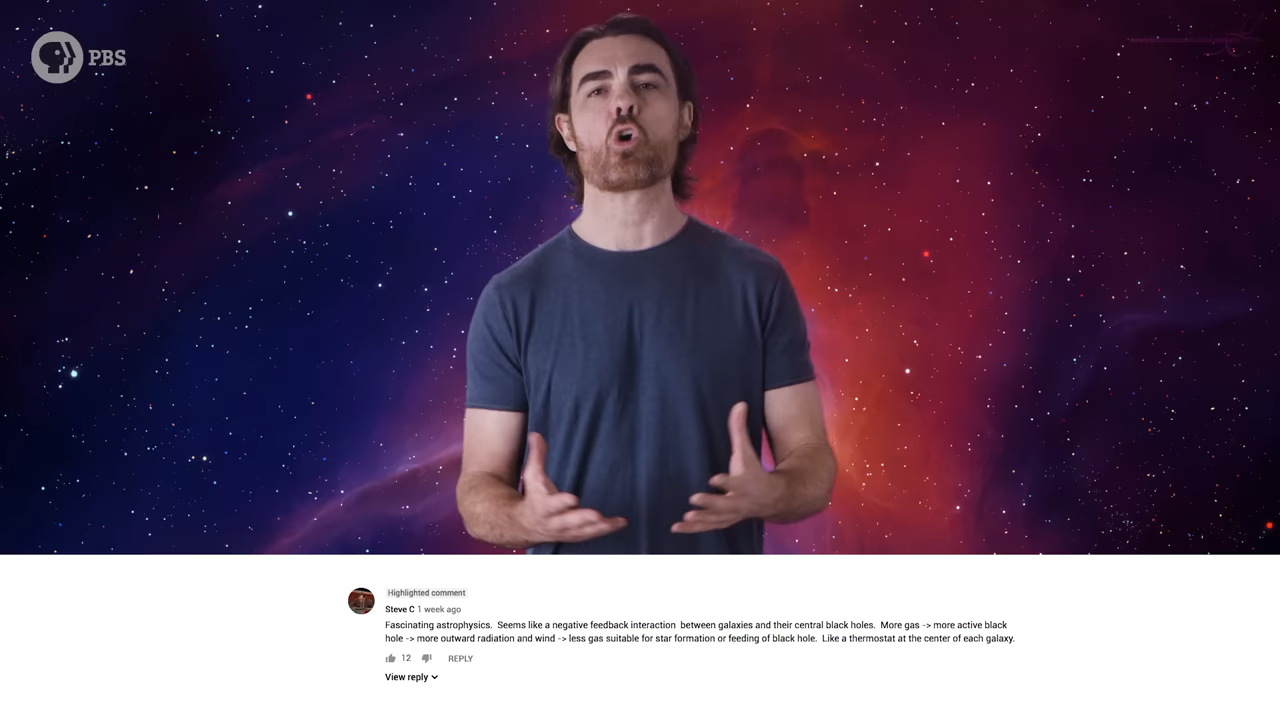 PBS
Highlighted comment
Steve C 1 week ago
Fascinating astrophysics. Seems like a negative feedback interaction between galaxies and their central black holes. More gas -> more active black
hole -> more outward radiation and wind -> less gas suitable for star formation or feeding of black hole. Like a thermostat at the center of each galaxy.
12 REPLY
View reply